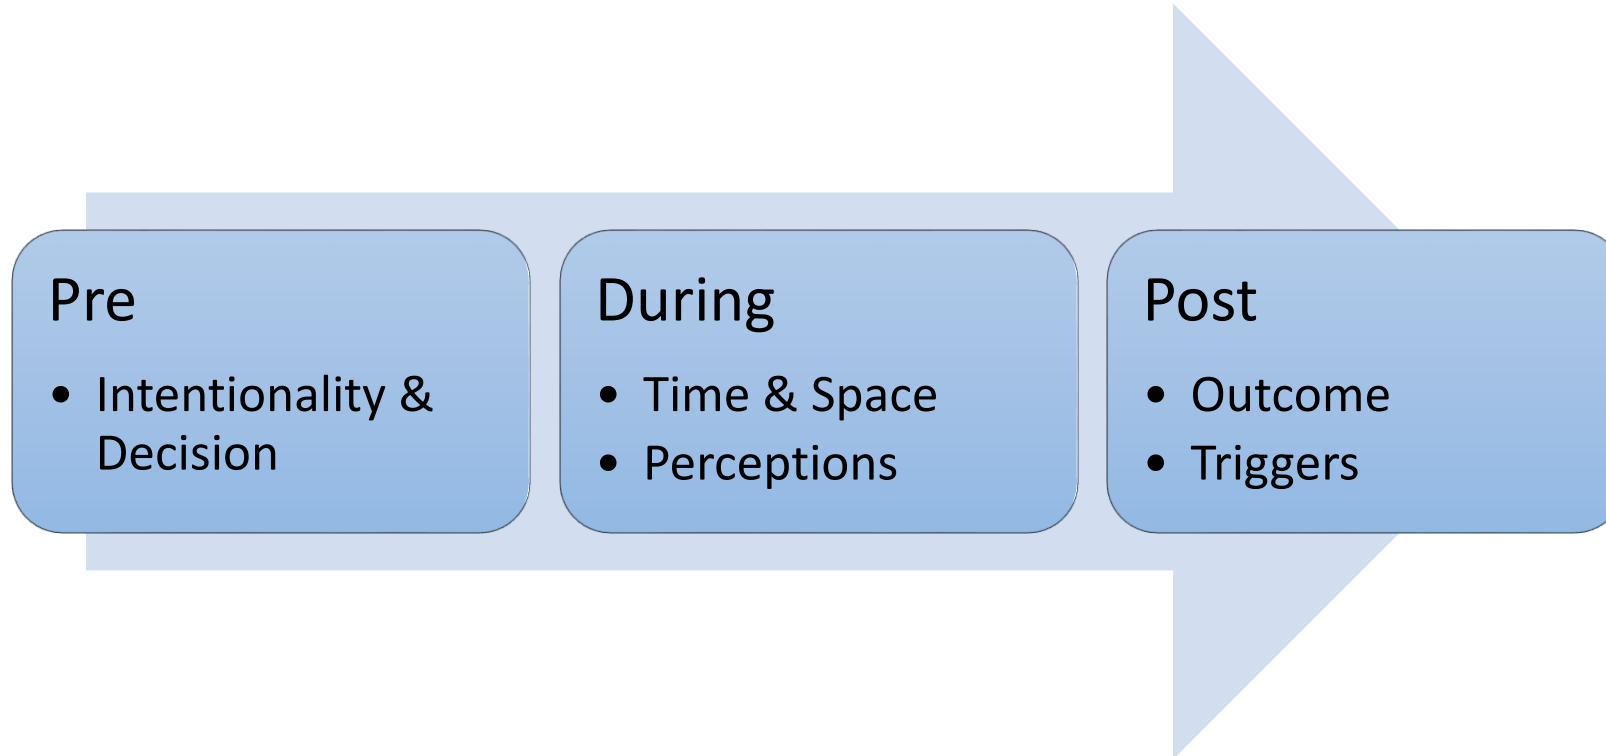 Pre
• Intentionality &
Decision
During
• Time & Space
• Perceptions
Post
• Outcome
• Triggers